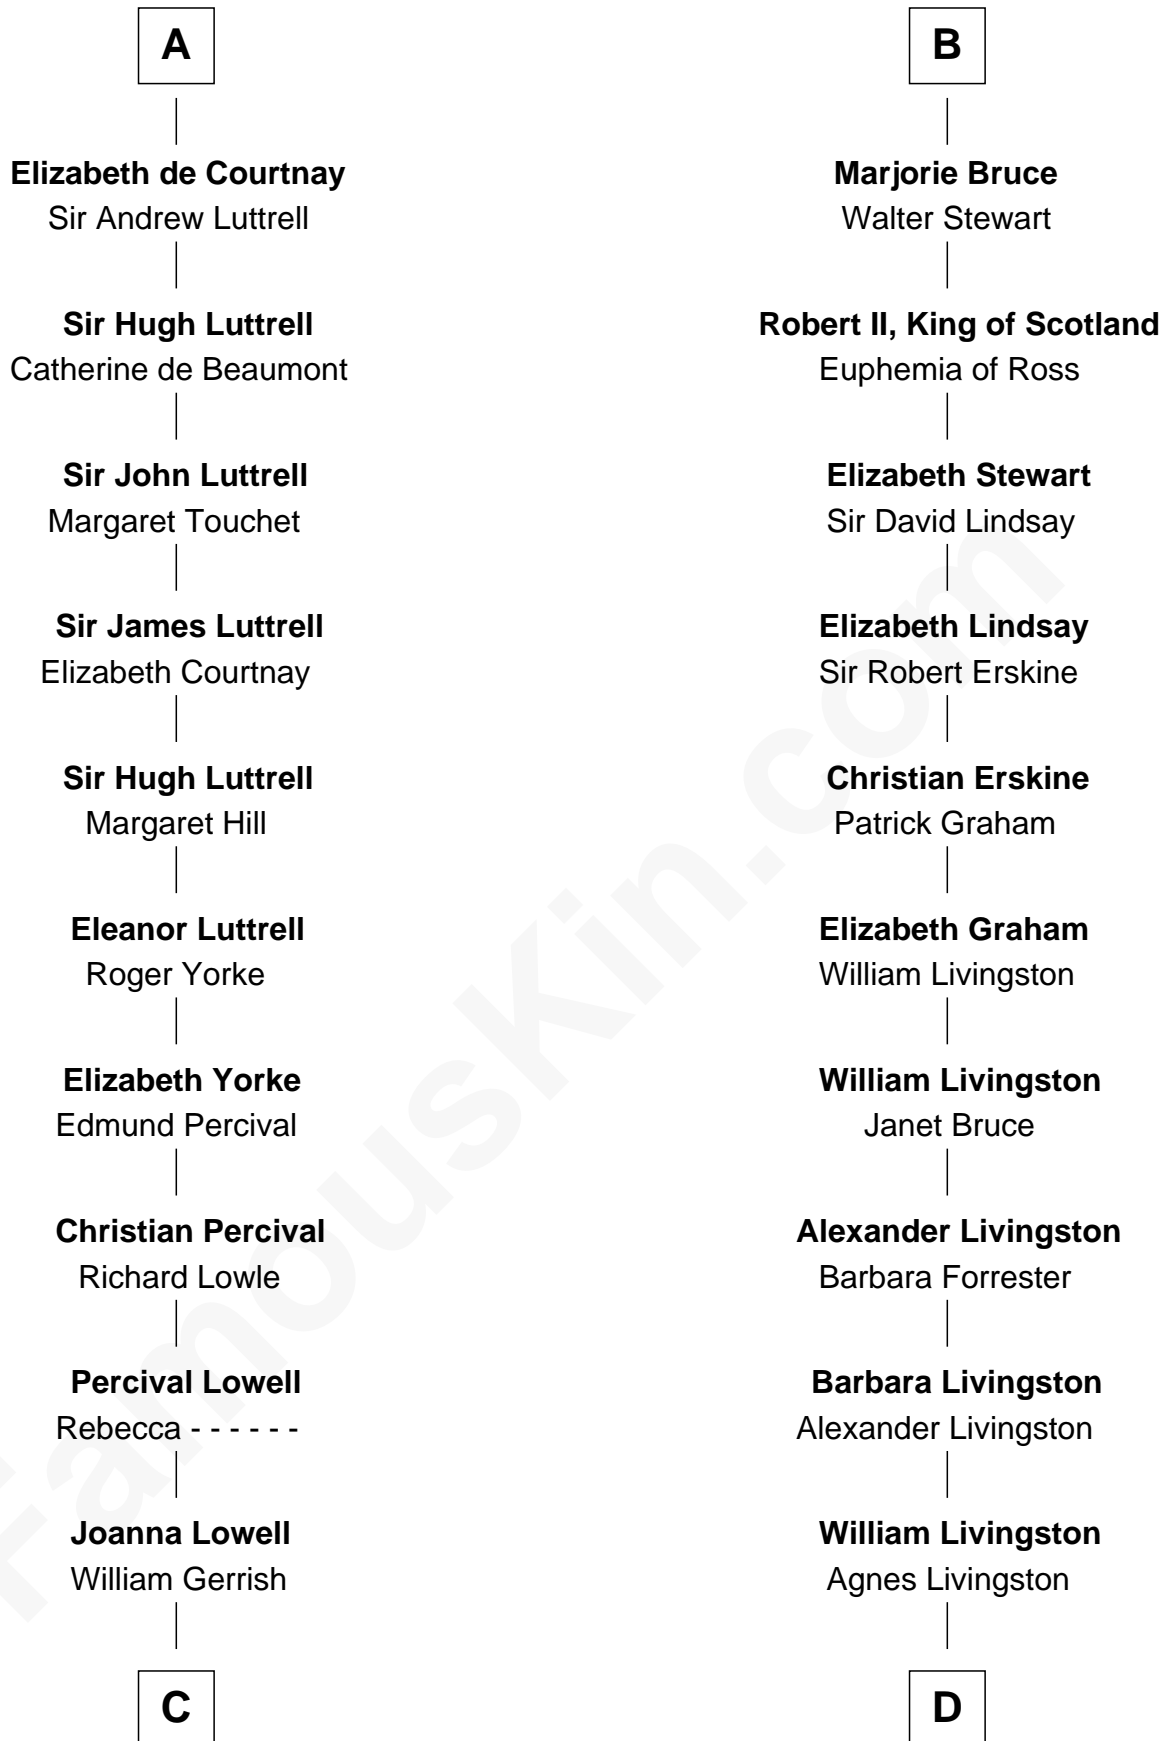 A
Elizabeth de Courtnay
Sir Andrew Luttrell
Sir Hugh Luttrell
Catherine de Beaumont
Sir John Luttrell
Margaret Touchet
Sir James Luttrell
Elizabeth Courtnay
Sir Hugh Luttrell
Margaret Hill
Eleanor Luttrell
Roger Yorke
Elizabeth Yorke
Edmund Percival
Christian Percival
Richard Lowle
Percival Lowell
Rebecca - - - - - -
Joanna Lowell
William Gerrish
C
B
Marjorie Bruce
Walter Stewart
Robert II, King of Scotland
Euphemia of Ross
Elizabeth Stewart
Sir David Lindsay
Elizabeth Lindsay
Sir Robert Erskine
Christian Erskine
Patrick Graham
Elizabeth Graham
William Livingston
William Livingston
Janet Bruce
Alexander Livingston
Barbara Forrester
Barbara Livingston
Alexander Livingston
William Livingston
Agnes Livingston
D
FamousKin.com